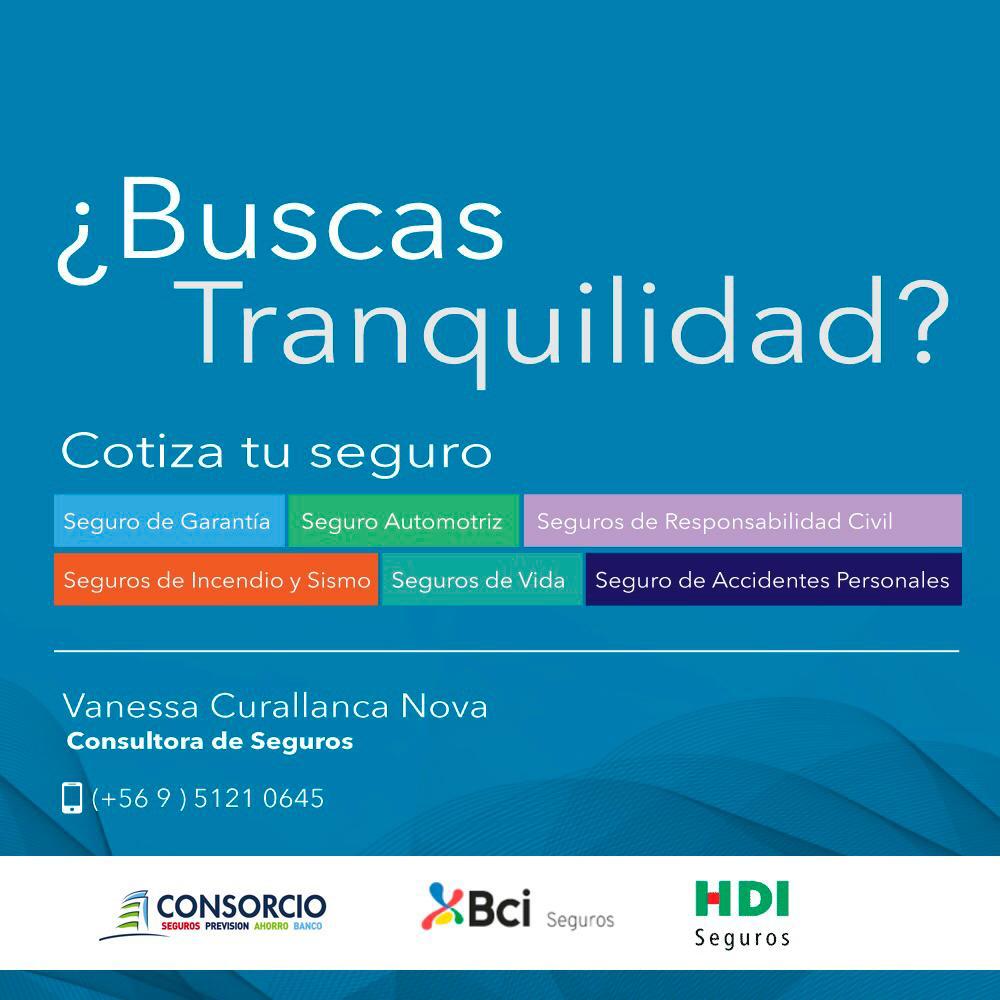 ¿Buscas
Tranquilidad?
Cotiza tu seguro
Seguro de Garantía
Seguro Automotriz
Seguros de Responsabilidad Civil
Seguros de Incendio y Sismo
Seguros de Vida
Seguro de Accidentes Personales
Vanessa Curallanca Nova
Consultora de Seguros
(+56 9 ) 5121 0645
CONSORCIO
SEGUROS PREVISION AHORRO BANCO
Bci Seguros
HDI
Seguros